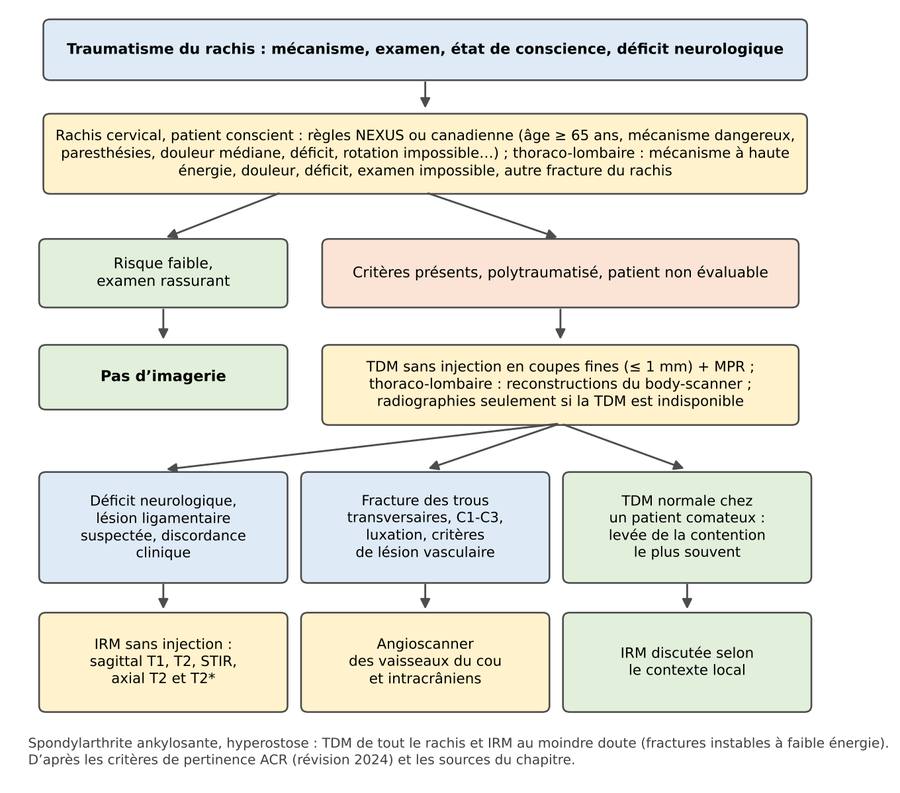 Traumatisme du rachis : mécanisme, examen, état de conscience, déficit neurologique
Rachis cervical, patient conscient : règles NEXUS ou canadienne (âge ≥ 65 ans, mécanisme dangereux,
paresthésies, douleur médiane, déficit, rotation impossible…) ; thoraco-lombaire : mécanisme à haute
énergie, douleur, déficit, examen impossible, autre fracture du rachis
Risque faible,
examen rassurant
Critères présents, polytraumatisé, patient non évaluable
Pas d’imagerie
TDM sans injection en coupes fines (≤ 1 mm) + MPR ;
thoraco-lombaire : reconstructions du body-scanner ;
radiographies seulement si la TDM est indisponible
Déficit neurologique,
lésion ligamentaire
suspectée, discordance
clinique
Fracture des trous
transversaires, C1-C3,
luxation, critères
de lésion vasculaire
TDM normale chez
un patient comateux :
levée de la contention
le plus souvent
IRM sans injection :
sagittal T1, T2, STIR,
axial T2 et T2*
Angioscanner
des vaisseaux du cou
et intracrâniens
IRM discutée selon
le contexte local
Spondylarthrite ankylosante, hyperostose : TDM de tout le rachis et IRM au moindre doute (fractures instables à faible énergie).
D’après les critères de pertinence ACR (révision 2024) et les sources du chapitre.